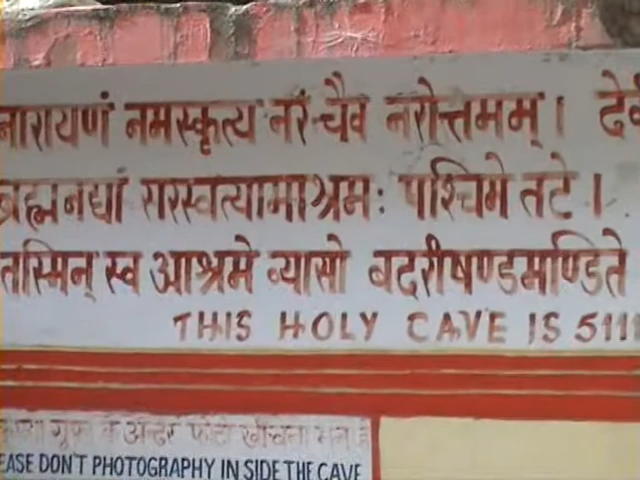 नारायणं नमस्कृत्य नरं चैव नरोत्तमम् ।
ब्रह्मनद्यां सरस्वत्यामाश्रमः पश्चिमे तटे ।
तस्मिन् स्व आश्रमे व्यासो बदरीषण्डमण्डिते
THIS HOLY CAVE IS 5111
गुफा के अन्दर फोटो खींचना मना है
EASE DON'T PHOTOGRAPHY IN SIDE THE CAVE